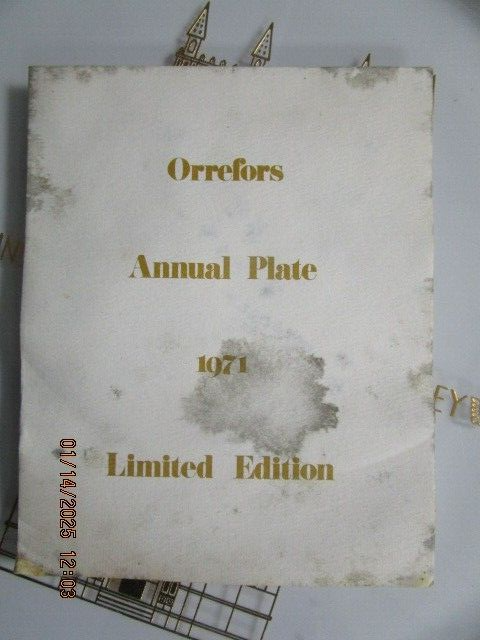 Orrefors
Annual Plate
1971
Limited Edition
01/14/2025 12:03